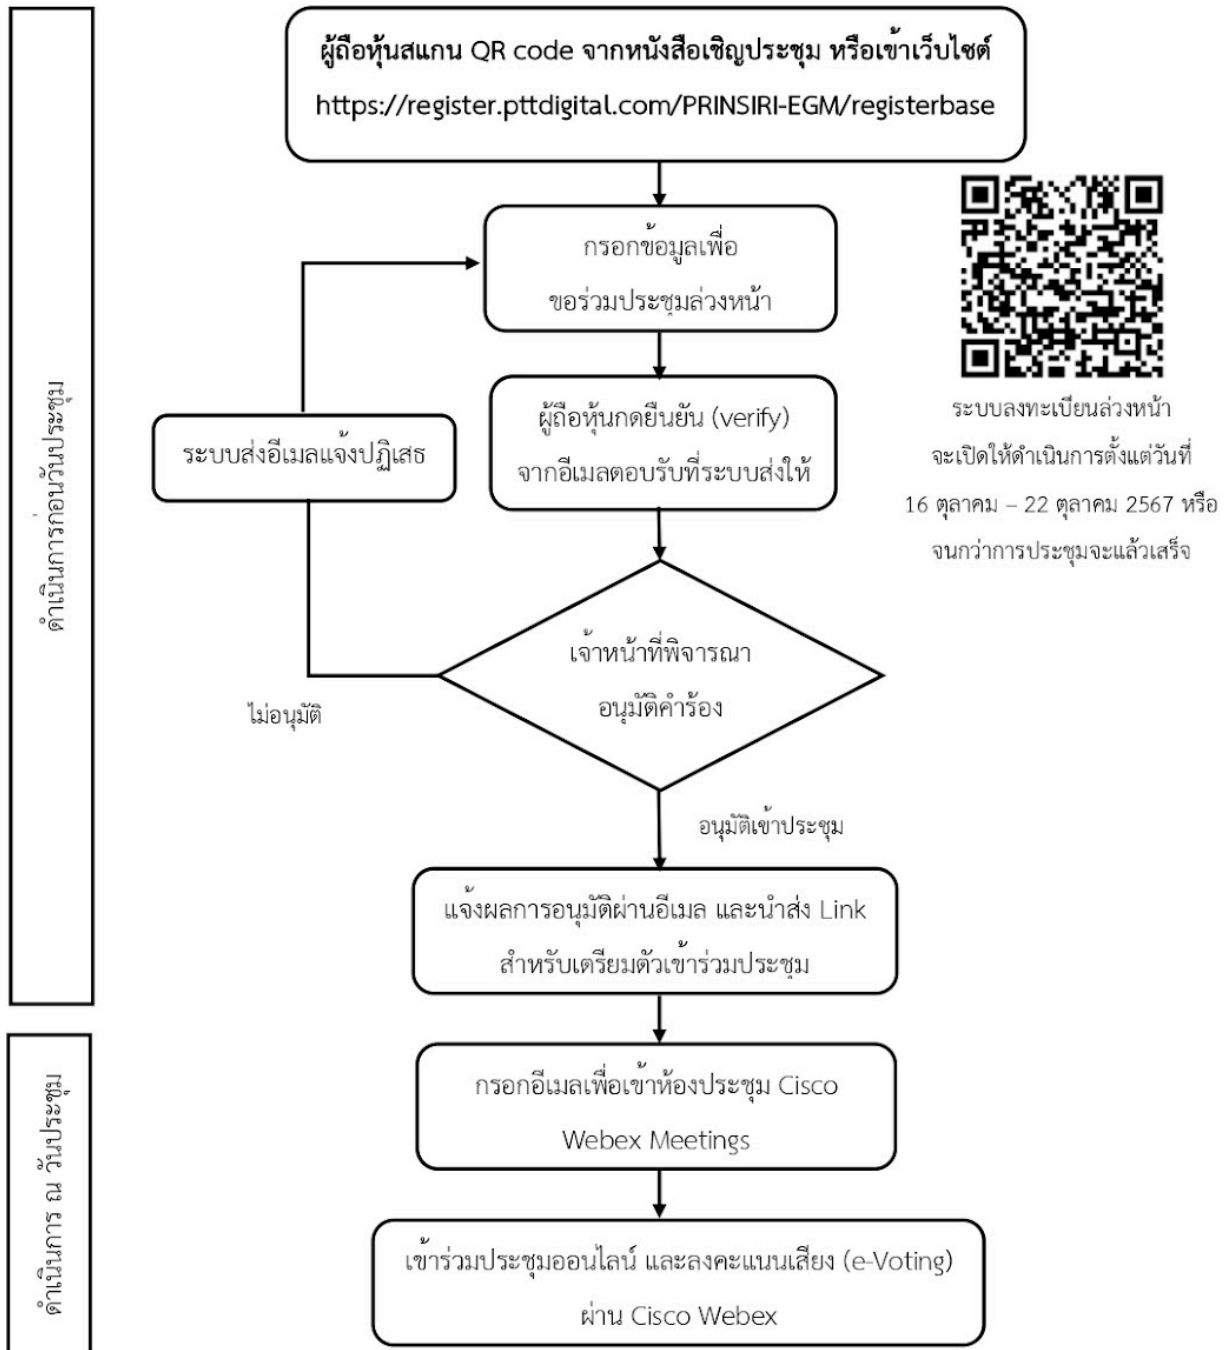 ผู้ถือหุ้นสแกน QR code จากหนังสือเชิญประชุม หรือเข้าเว็บไซต์
https://register.pttdigital.com/PRINSIRI-EGM/registerbase
กรอกข้อมูลเพื่อ
ขอร่วมประชุมล่วงหน้า
ผู้ถือหุ้นกดยืนยัน (verify)
จากอีเมลตอบรับที่ระบบส่งให้
ระบบส่งอีเมลแจ้งปฏิเสธ
ระบบลงทะเบียนล่วงหน้า
จะเปิดให้ดำเนินการตั้งแต่วันที่
16 ตุลาคม – 22 ตุลาคม 2567 หรือ
จนกว่าการประชุมจะแล้วเสร็จ
ดำเนินการก่อนวันประชุม
เจ้าหน้าที่พิจารณา
อนุมัติคำร้อง
ไม่อนุมัติ
อนุมัติเข้าประชุม
แจ้งผลการอนุมัติผ่านอีเมล และนำส่ง Link
สำหรับเตรียมตัวเข้าร่วมประชุม
ดำเนินการ ณ วันประชุม
กรอกอีเมลเพื่อเข้าห้องประชุม Cisco
Webex Meetings
เข้าร่วมประชุมออนไลน์ และลงคะแนนเสียง (e-Voting)
ผ่าน Cisco Webex